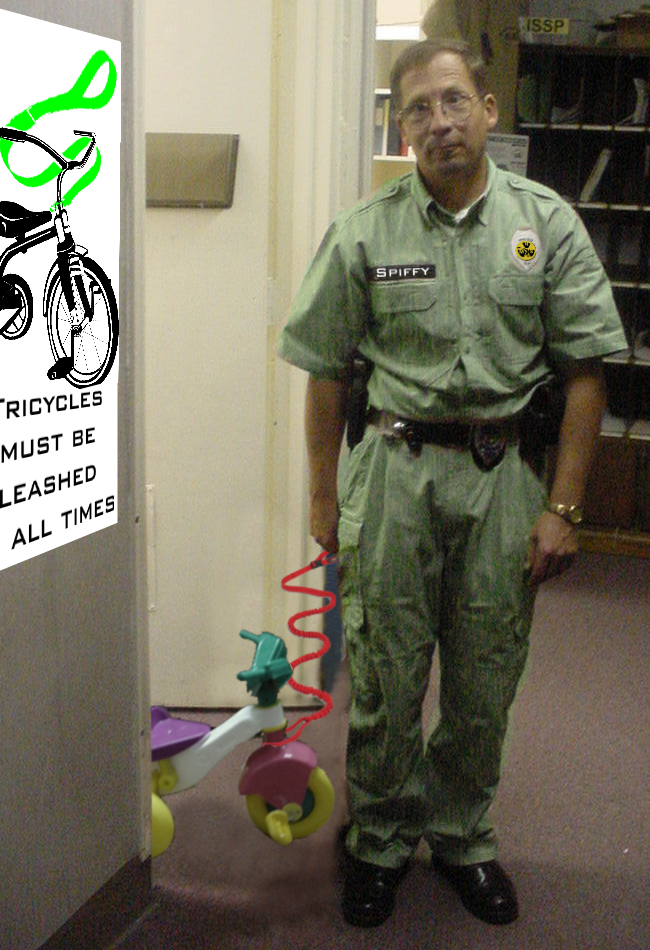 TRICYCLES
MUST BE
LEASHED
ALL TIMES
SPIFFY
ISSP